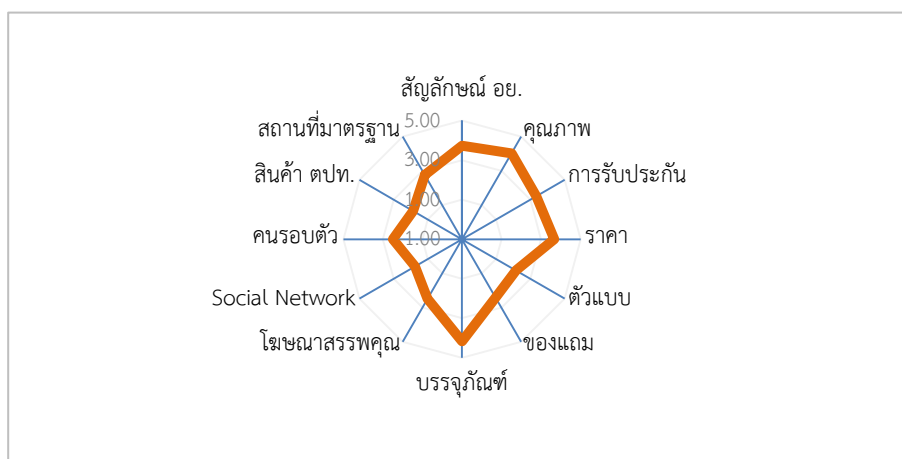 สัญลักษณ์ อย.
5.00
สถานที่มาตรฐาน
คุณภาพ
3.00
สินค้า ตปท.
การรับประกัน
1.00
คนรอบตัว
1.00
ราคา
Social Network
ตัวแบบ
โฆษณาสรรพคุณ
ของแถม
บรรจุภัณฑ์